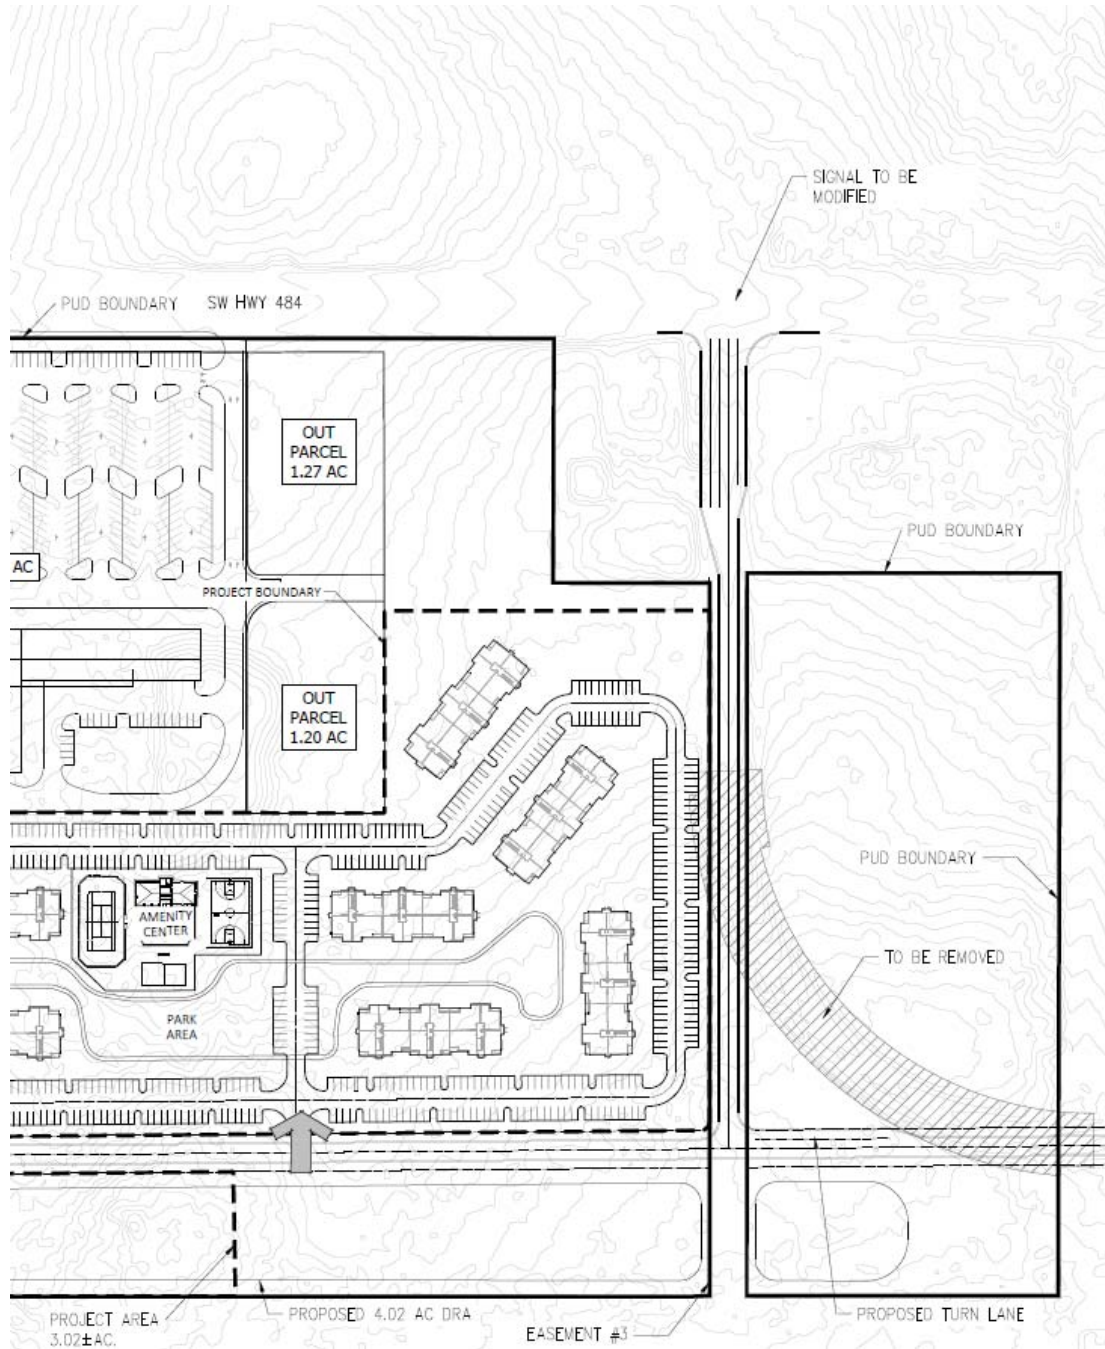 SIGNAL TO BE
MODIFIED
PUD BOUNDARY
SW HWY 484
OUT
PARCEL
1.27 AC
PUD BOUNDARY
AC
PROJECT BOUNDARY
OUT
PARCEL
1.20 AC
PUD BOUNDARY
AMENITY
CENTER
TO BE REMOVED
PARK
AREA
PROJECT AREA
3.02±AC.
PROPOSED 4.02 AC DRA
EASEMENT #3
PROPOSED TURN LANE